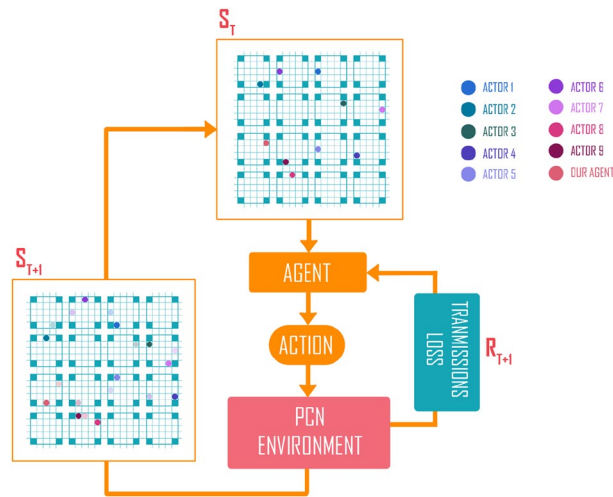 S_T
ACTOR 1
ACTOR 2
ACTOR 3
ACTOR 4
ACTOR 5
ACTOR 6
ACTOR 7
ACTOR 8
ACTOR 9
OUR AGENT
S_T+1
AGENT
ACTION
PCN
ENVIRONMENT
TRANMISSIONS
LOSS
R_T+1